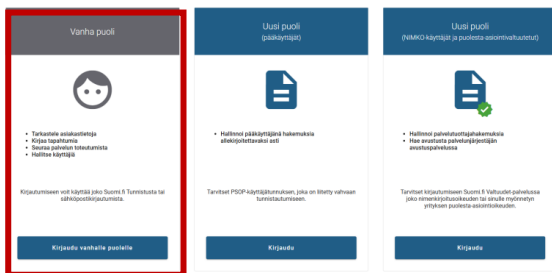 Vanha puoli
• Tarkastele asiakastietoja
• Kirjaa tapahtumia
• Seuraa palvelun toteutumista
• Hallitse käyttäjiä
Kirjautumiseen voit käyttää joko Suomi.fi Tunnistusta tai
sähköpostikirjautumista.
Kirjaudu vanhalle puolelle
Uusi puoli
(pääkäyttäjät)
• Hallinnoi pääkäyttäjänä hakemuksia
allekirjoitettavaksi asti
Tarvitset PSOP-käyttäjätunnuksen, joka on liitetty vahvaan
tunnistautumiseen.
Kirjaudu
Uusi puoli
(NIMKO-käyttäjät ja puolesta-asiointivaltuutetut)
• Hallinnoi palveluntuottajahakemuksia
• Hae avustusta palvelunjärjestäjän
avustuspalvelussa
Tarvitset kirjautumiseen Suomi.fi Valtuudet-palvelussa
joko nimenkirjoitusoikeuden tai sinulle myönnetyn
yrityksen puolesta-asiointioikeuden.
Kirjaudu